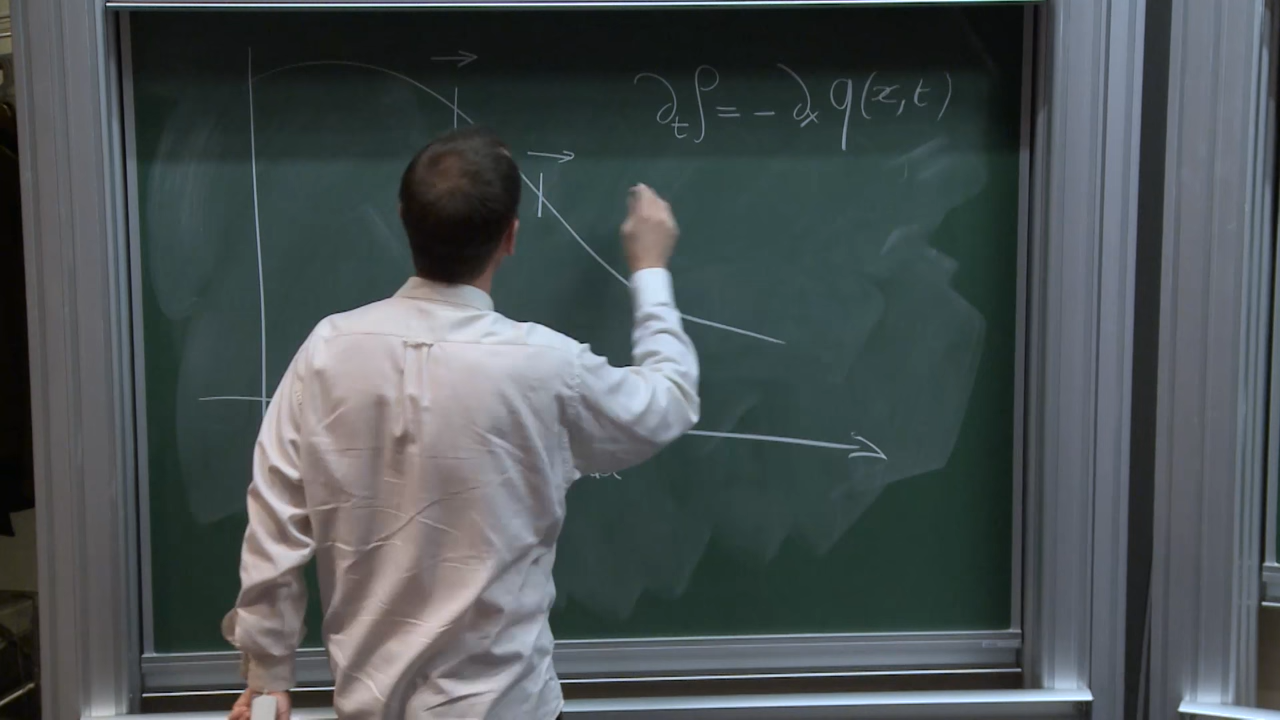 ∂ₜρ = - ∂ₓ q(x,t)